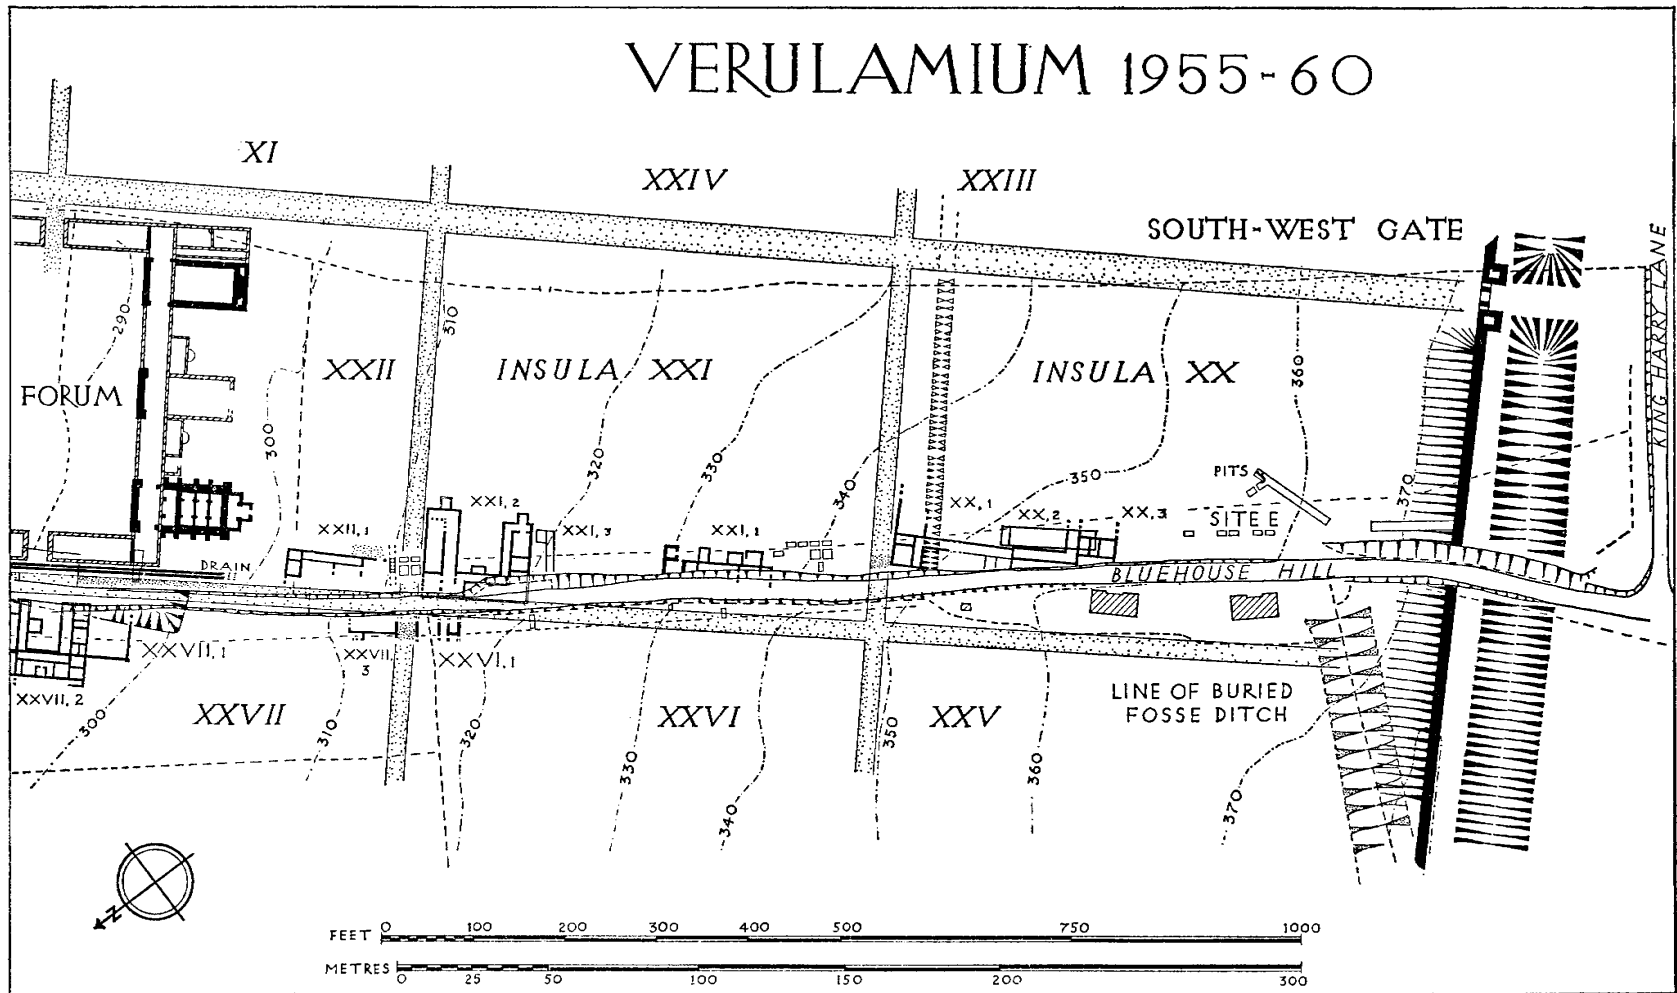 VERULAMIUM 1955-60
XI
XXIV
XXIII
SOUTH-WEST GATE
KING HARRY LANE
290
310
FORUM
XXII
INSULA XXI
INSULA XX
360
300
320
330
340
350
370
PITS
XXII, 1
XXI, 2
XXI, 3
XXI, 1
XX, 1
XX, 2
XX, 3
SITE E
DRAIN
BLUEHOUSE HILL
XXVII, 1
XXVII, 2
XXVII, 3
XXVI, 1
LINE OF BURIED
FOSSE DITCH
XXVII
XXVI
XXV
300
310
320
330
340
350
360
370
N
FEET 0 100 200 300 400 500 750 1000
METRES 0 25 50 100 150 200 300